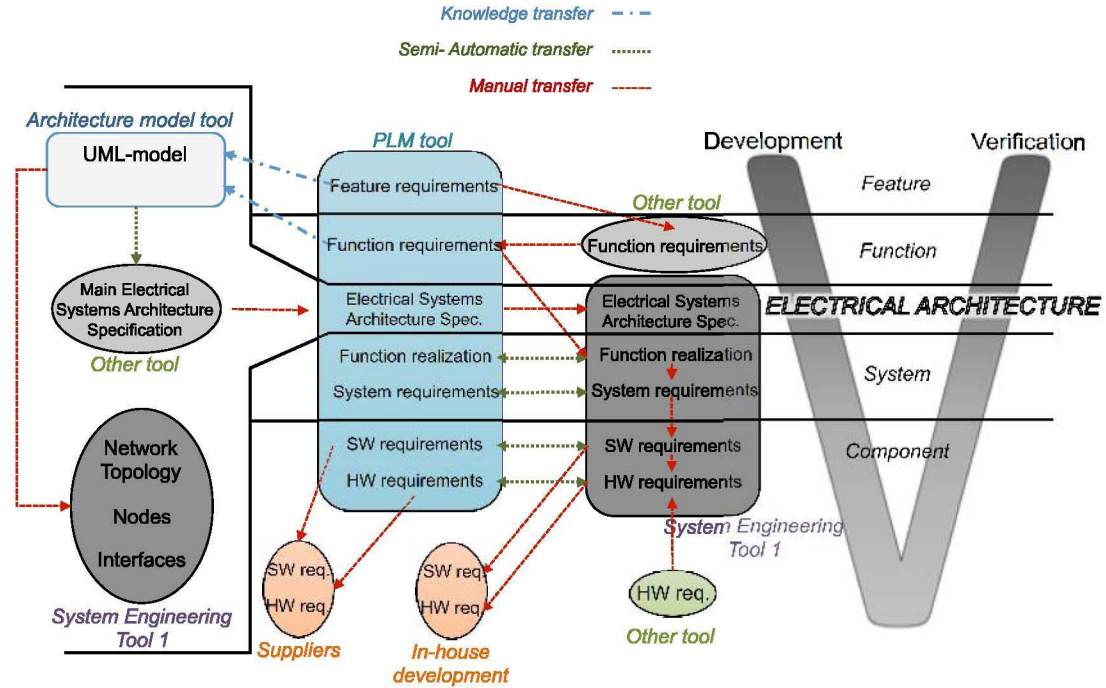 Knowledge transfer
Semi- Automatic transfer
Manual transfer
Architecture model tool
UML-model
PLM tool
Development
Verification
Feature requirements
Feature
Other tool
Function requirements
Function requirements
Function
Main Electrical
Systems Architecture
Specification
Other tool
Electrical Systems
Architecture Spec.
Electrical Systems
Architecture Spec.
ELECTRICAL ARCHITECTURE
Function realization
Function realization
System requirements
System requirements
System
SW requirements
SW requirements
Component
HW requirements
HW requirements
Network
Topology
Nodes
Interfaces
System Engineering
Tool 1
System Engineering
Tool 1
SW req.
HW req.
Suppliers
SW req.
HW req.
In-house
development
HW req.
Other tool